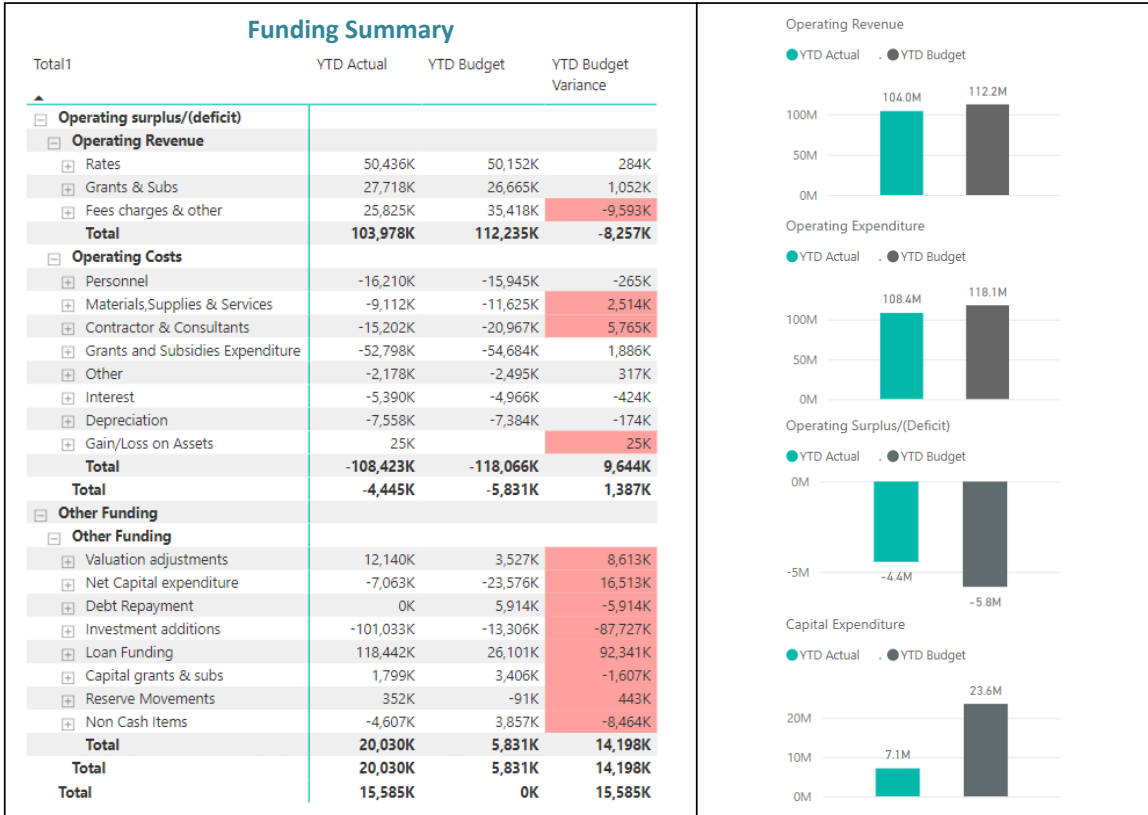 Funding Summary
Total1 YTD Actual YTD Budget YTD Budget Variance
Operating surplus/(deficit)
Operating Revenue
Rates 50,436K 50,152K 284K
Grants & Subs 27,718K 26,665K 1,052K
Fees charges & other 25,825K 35,418K -9,593K
Total 103,978K 112,235K -8,257K
Operating Costs
Personnel -16,210K -15,945K -265K
Materials,Supplies & Services -9,112K -11,625K 2,514K
Contractor & Consultants -15,202K -20,967K 5,765K
Grants and Subsidies Expenditure -52,798K -54,684K 1,886K
Other -2,178K -2,495K 317K
Interest -5,390K -4,966K -424K
Depreciation -7,558K -7,384K -174K
Gain/Loss on Assets 25K 25K
Total -108,423K -118,066K 9,644K
Total -4,445K -5,831K 1,387K
Other Funding
Other Funding
Valuation adjustments 12,140K 3,527K 8,613K
Net Capital expenditure -7,063K -23,576K 16,513K
Debt Repayment 0K 5,914K -5,914K
Investment additions -101,033K -13,306K -87,727K
Loan Funding 118,442K 26,101K 92,341K
Capital grants & subs 1,799K 3,406K -1,607K
Reserve Movements 352K -91K 443K
Non Cash Items -4,607K 3,857K -8,464K
Total 20,030K 5,831K 14,198K
Total 20,030K 5,831K 14,198K
Total 15,585K 0K 15,585K
Operating Revenue
YTD Actual . YTD Budget
104.0M 112.2M
100M
50M
0M
Operating Expenditure
YTD Actual . YTD Budget
108.4M 118.1M
100M
50M
0M
Operating Surplus/(Deficit)
YTD Actual . YTD Budget
0M
-5M
-4.4M
-5.8M
Capital Expenditure
YTD Actual . YTD Budget
23.6M
20M
10M
7.1M
0M